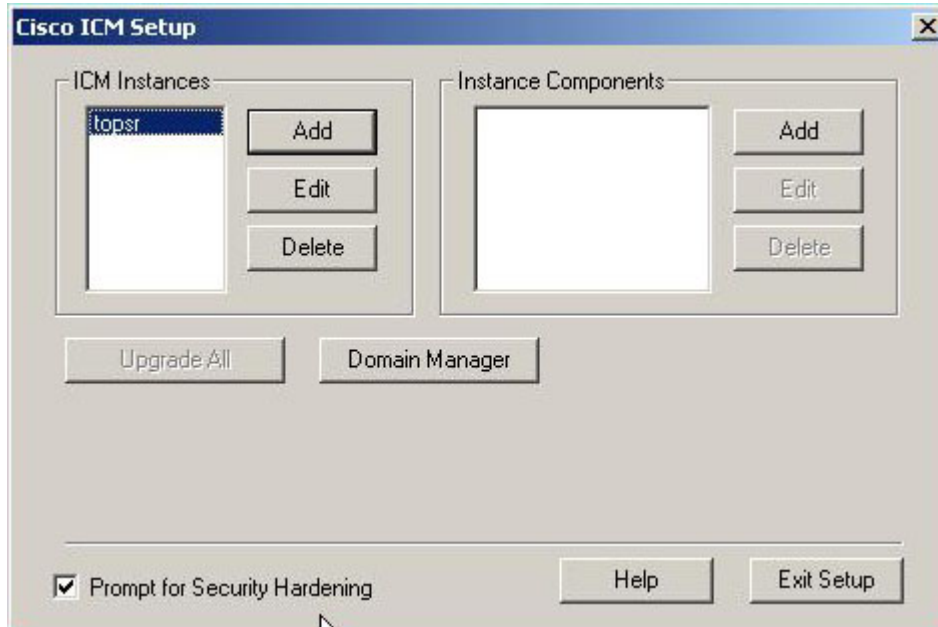 Cisco ICM Setup
ICM Instances
topsr
Add
Edit
Delete
Instance Components
Add
Edit
Delete
Upgrade All
Domain Manager
Prompt for Security Hardening
Help
Exit Setup